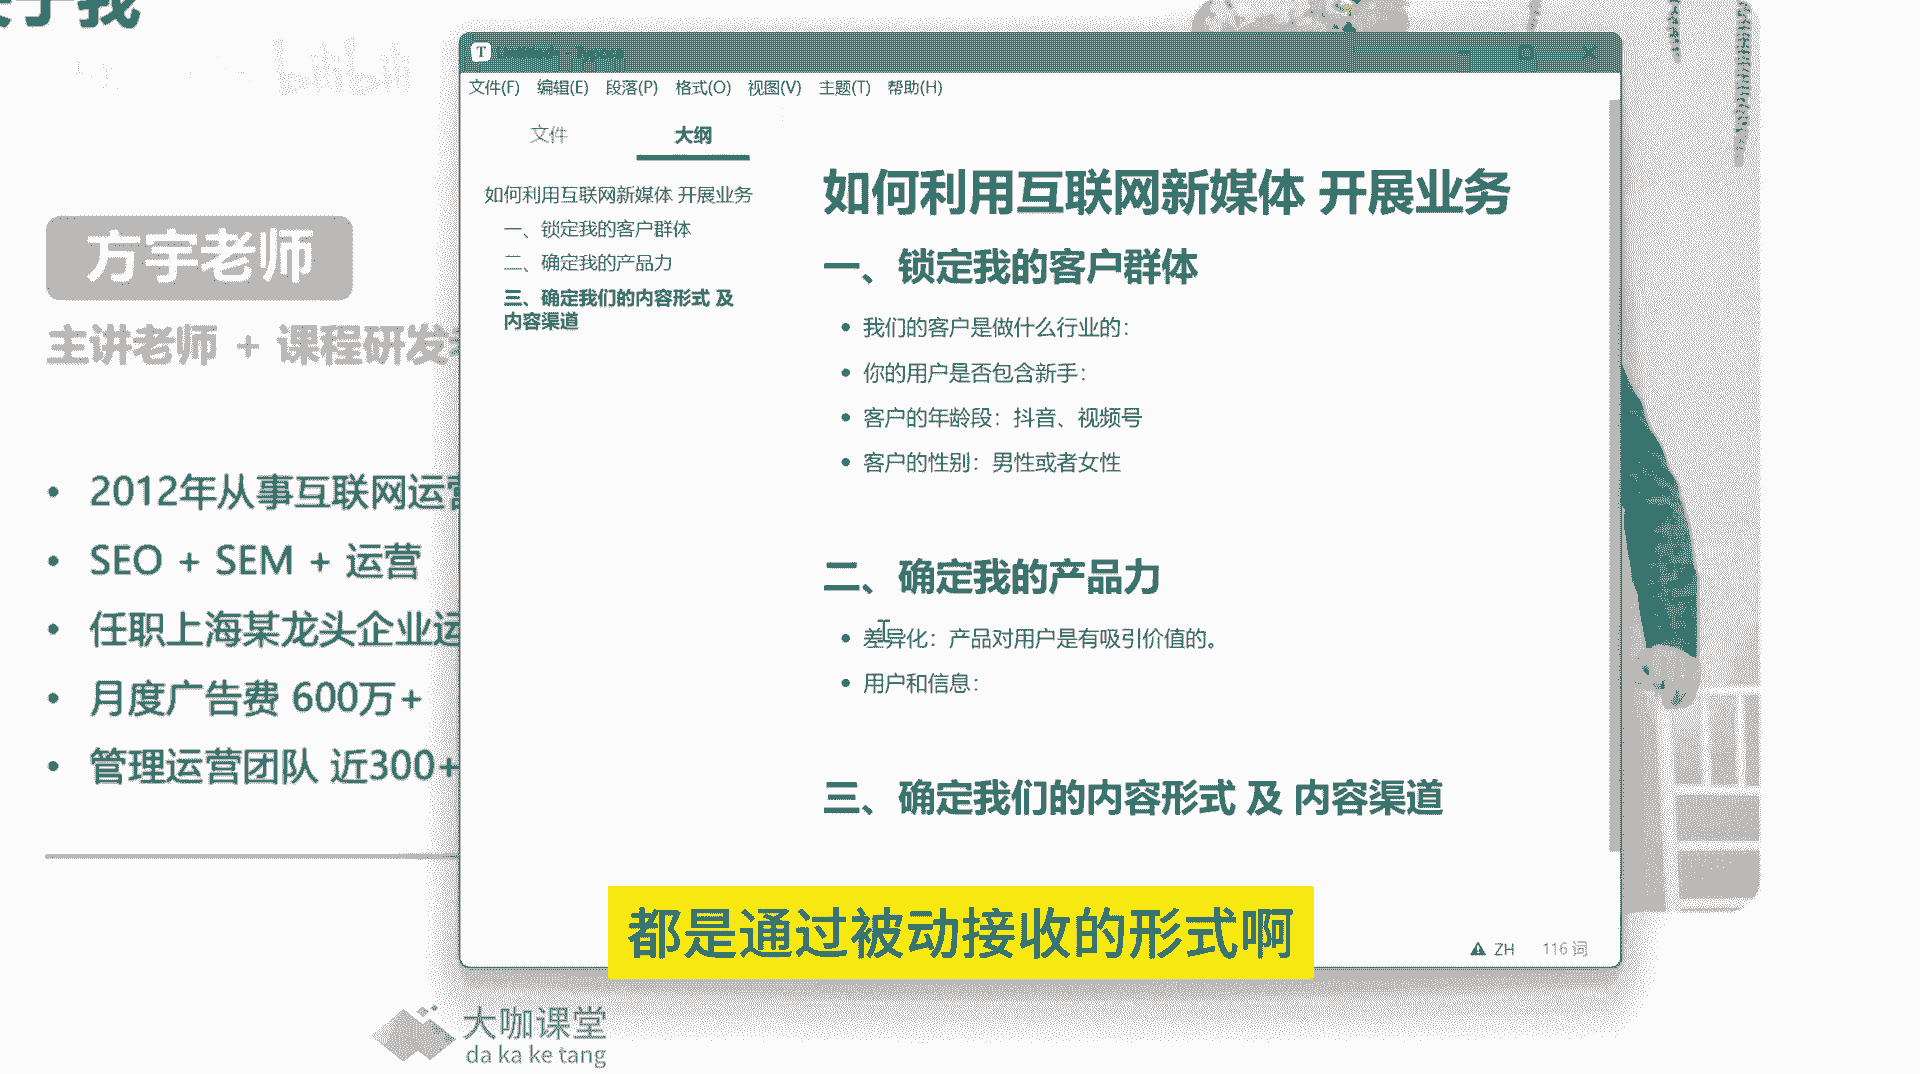 bilibili
方宇老师
主讲老师 + 课程研发
2012年从事互联网运营
SEO + SEM + 运营
任职上海某龙头企业运
月度广告费 600万+
管理运营团队 近300+
文件(F) 编辑(E) 段落(P) 格式(O) 视图(V) 主题(T) 帮助(H)
文件 大纲
如何利用互联网新媒体 开展业务
一、锁定我的客户群体
二、确定我的产品力
三、确定我们的内容形式 及
内容渠道
如何利用互联网新媒体 开展业务
一、锁定我的客户群体
我们的客户是做什么行业的：
你的用户是否包含新手：
客户的年龄段：抖音、视频号
客户的性别：男性或者女性
二、确定我的产品力
差异化：产品对用户是有吸引价值的。
用户和信息：
三、确定我们的内容形式 及 内容渠道
ZH 116 词
都是通过被动接收的形式啊
大咖课堂
da ka ke tang